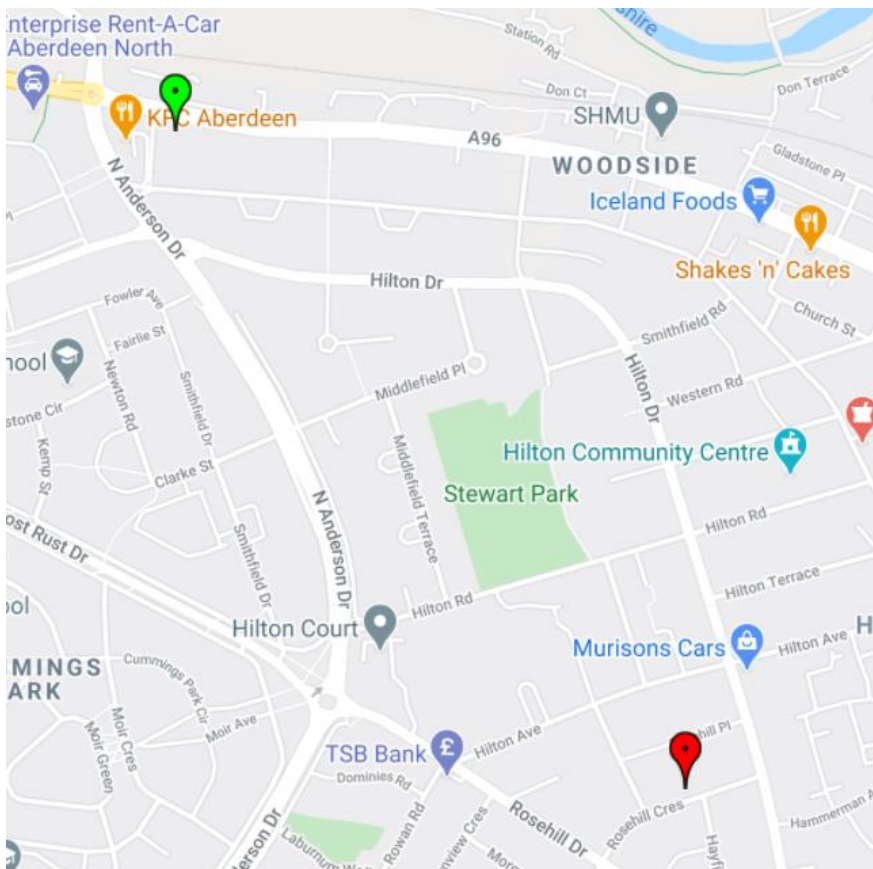 Enterprise Rent-A-Car
Aberdeen North
KFC Aberdeen
Station Rd
Don Ct
Don Terrace
SHMU
A96
WOODSIDE
Gladstone Pl
Iceland Foods
Shakes 'n' Cakes
N Anderson Dr
Hilton Dr
Fowler Ave
Fairlie St
Church St
Smithfield Rd
Hilton Dr
Newton Rd
Smithfield Dr
Middlefield Pl
Western Rd
Kemp St
Clarke St
Middlefield Terrace
Hilton Community Centre
Stewart Park
N Anderson Dr
Hilton Rd
Smithfield Dr
Hilton Terrace
Hilton Rd
Hilton Court
Murisons Cars
Hilton Ave
Cummings
Park Cir
Moir Ave
Moir Cres
Moir Green
Hilton Ave
TSB Bank
Dominies Rd
Rowan Rd
Rosehill Dr
Rosehill Cres